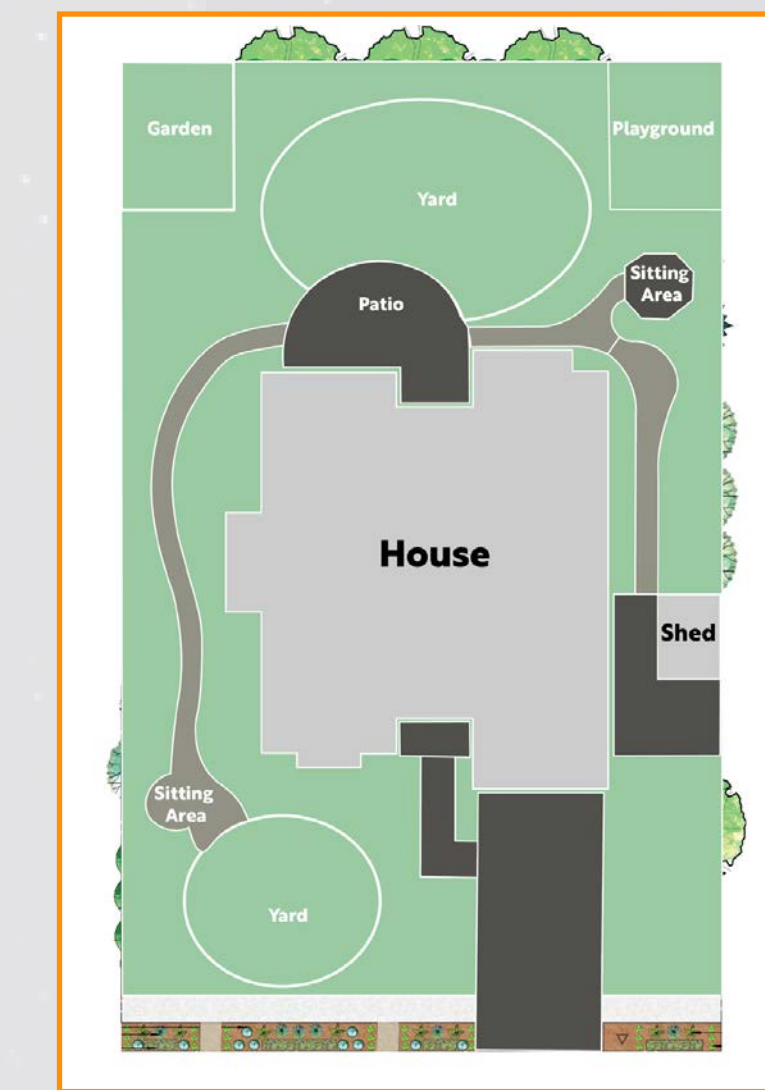 Garden
Playground
Yard
Sitting
Area
Patio
House
Shed
Sitting
Area
Yard